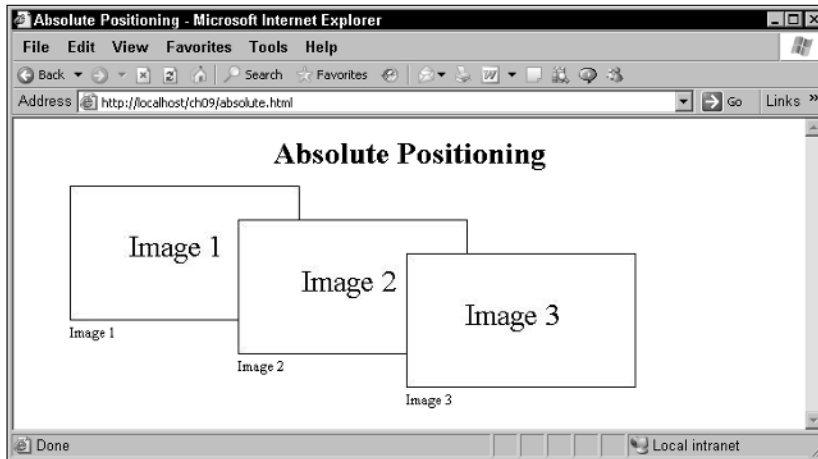 Absolute Positioning - Microsoft Internet Explorer
File Edit View Favorites Tools Help
Back Search Favorites
Address http://localhost/ch09/absolute.html Go Links »
Absolute Positioning
Image 1
Image 2
Image 3
Image 1
Image 2
Image 3
Done Local intranet